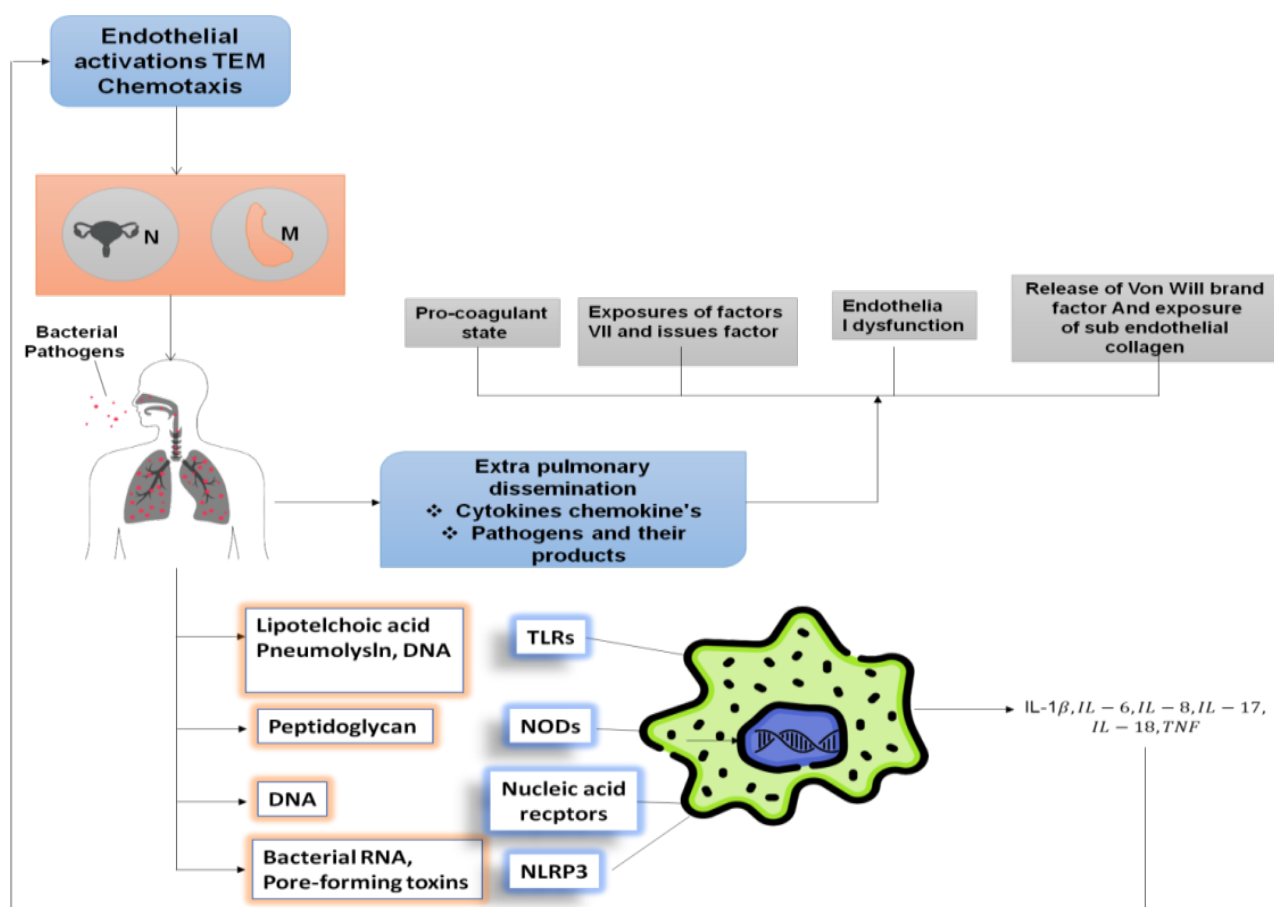 Endothelial
activations TEM
Chemotaxis
N
M
Bacterial
Pathogens
Pro-coagulant
state
Exposures of factors
VII and issues factor
Endothelia
l dysfunction
Release of Von Will brand
factor And exposure
of sub endothelial
collagen
Extra pulmonary
dissemination
❖ Cytokines chemokine's
❖ Pathogens and their
products
Lipotelchoic acid
Pneumolysln, DNA
TLRs
Peptidoglycan
NODs
DNA
Nucleic acid
recptors
Bacterial RNA,
Pore-forming toxins
NLRP3
IL-1β, IL − 6, IL − 8, IL − 17,
IL − 18, TNF